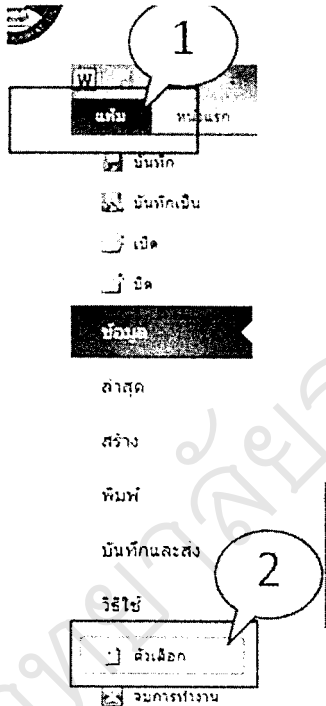 1
W
แฟ้ม หน้าแรก
บันทึก
บันทึกเป็น
เปิด
ปิด
ข้อมูล
ล่าสุด
สร้าง
พิมพ์
บันทึกและส่ง
2
วิธีใช้
ตัวเลือก
จบการทำงาน